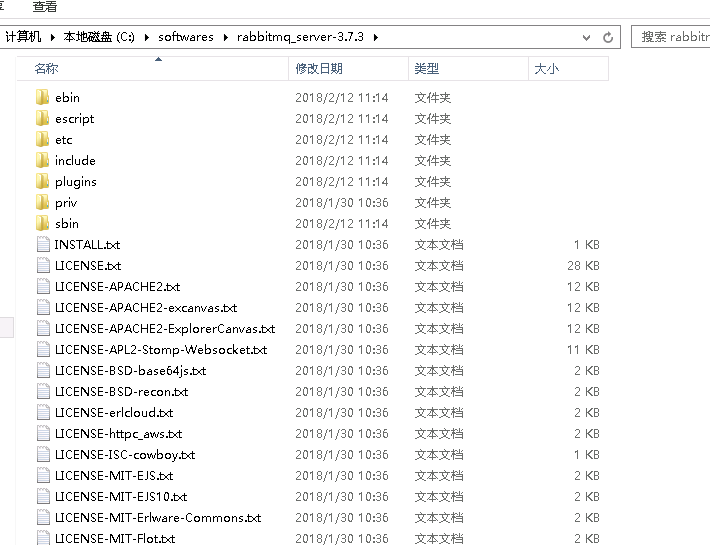 查看
计算机 本地磁盘 (C:) softwares rabbitmq_server-3.7.3 搜索 rabbitm
名称 修改日期 类型 大小
ebin 2018/2/12 11:14 文件夹
escript 2018/2/12 11:14 文件夹
etc 2018/2/12 11:14 文件夹
include 2018/2/12 11:14 文件夹
plugins 2018/2/12 11:14 文件夹
priv 2018/1/30 10:36 文件夹
sbin 2018/2/12 11:14 文件夹
INSTALL.txt 2018/1/30 10:36 文本文档 1 KB
LICENSE.txt 2018/1/30 10:36 文本文档 28 KB
LICENSE-APACHE2.txt 2018/1/30 10:36 文本文档 12 KB
LICENSE-APACHE2-excanvas.txt 2018/1/30 10:36 文本文档 12 KB
LICENSE-APACHE2-ExplorerCanvas.txt 2018/1/30 10:36 文本文档 12 KB
LICENSE-APL2-Stomp-Websocket.txt 2018/1/30 10:36 文本文档 11 KB
LICENSE-BSD-base64js.txt 2018/1/30 10:36 文本文档 2 KB
LICENSE-BSD-recon.txt 2018/1/30 10:36 文本文档 2 KB
LICENSE-erlcloud.txt 2018/1/30 10:36 文本文档 2 KB
LICENSE-httpc_aws.txt 2018/1/30 10:36 文本文档 2 KB
LICENSE-ISC-cowboy.txt 2018/1/30 10:36 文本文档 1 KB
LICENSE-MIT-EJS.txt 2018/1/30 10:36 文本文档 2 KB
LICENSE-MIT-EJS10.txt 2018/1/30 10:36 文本文档 2 KB
LICENSE-MIT-Erlware-Commons.txt 2018/1/30 10:36 文本文档 2 KB
LICENSE-MIT-Flot.txt 2018/1/30 10:36 文本文档 2 KB